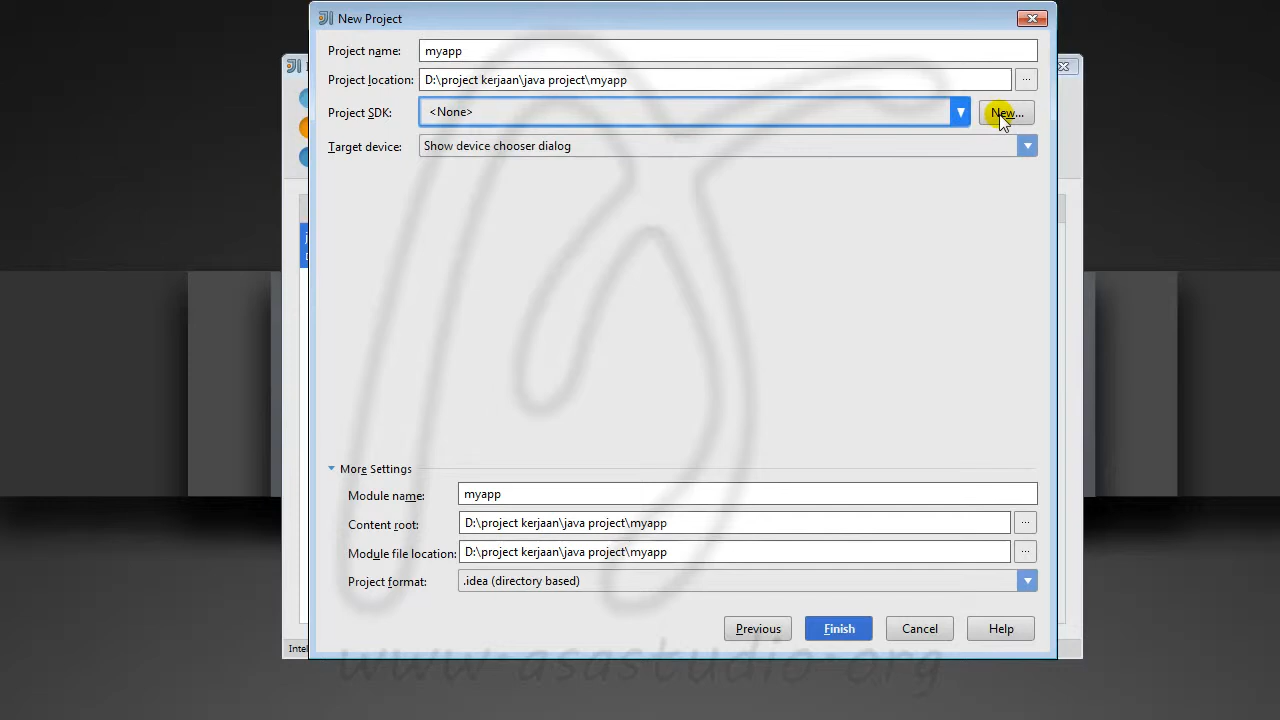 New Project
Project name: myapp
Project location: D:\project kerjaan\java project\myapp ...
Project SDK: <None> New...
Target device: Show device chooser dialog
More Settings
Module name: myapp
Content root: D:\project kerjaan\java project\myapp ...
Module file location: D:\project kerjaan\java project\myapp ...
Project format: .idea (directory based)
Previous Finish Cancel Help
Intel
www-asastudio-org